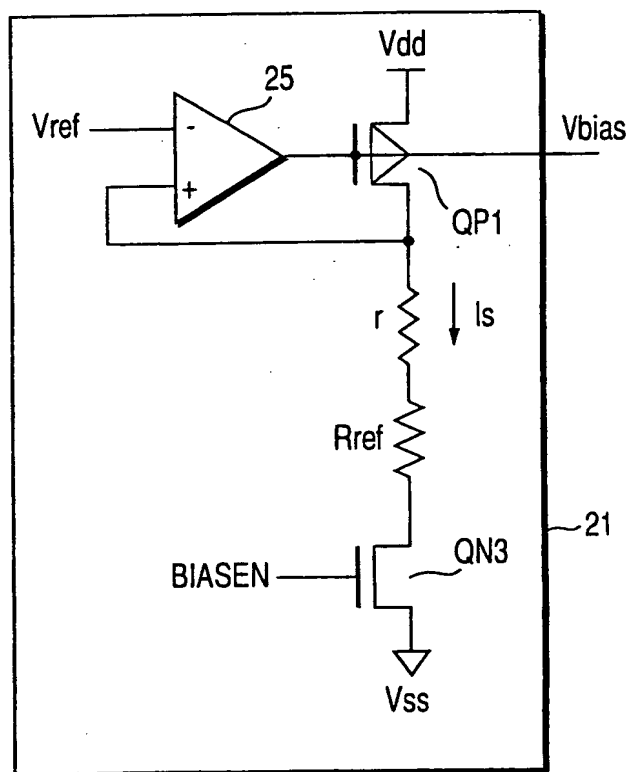 Vdd
25
Vref
-
Vbias
+
QP1
r
Is
Rref
21
QN3
BIASEN
Vss